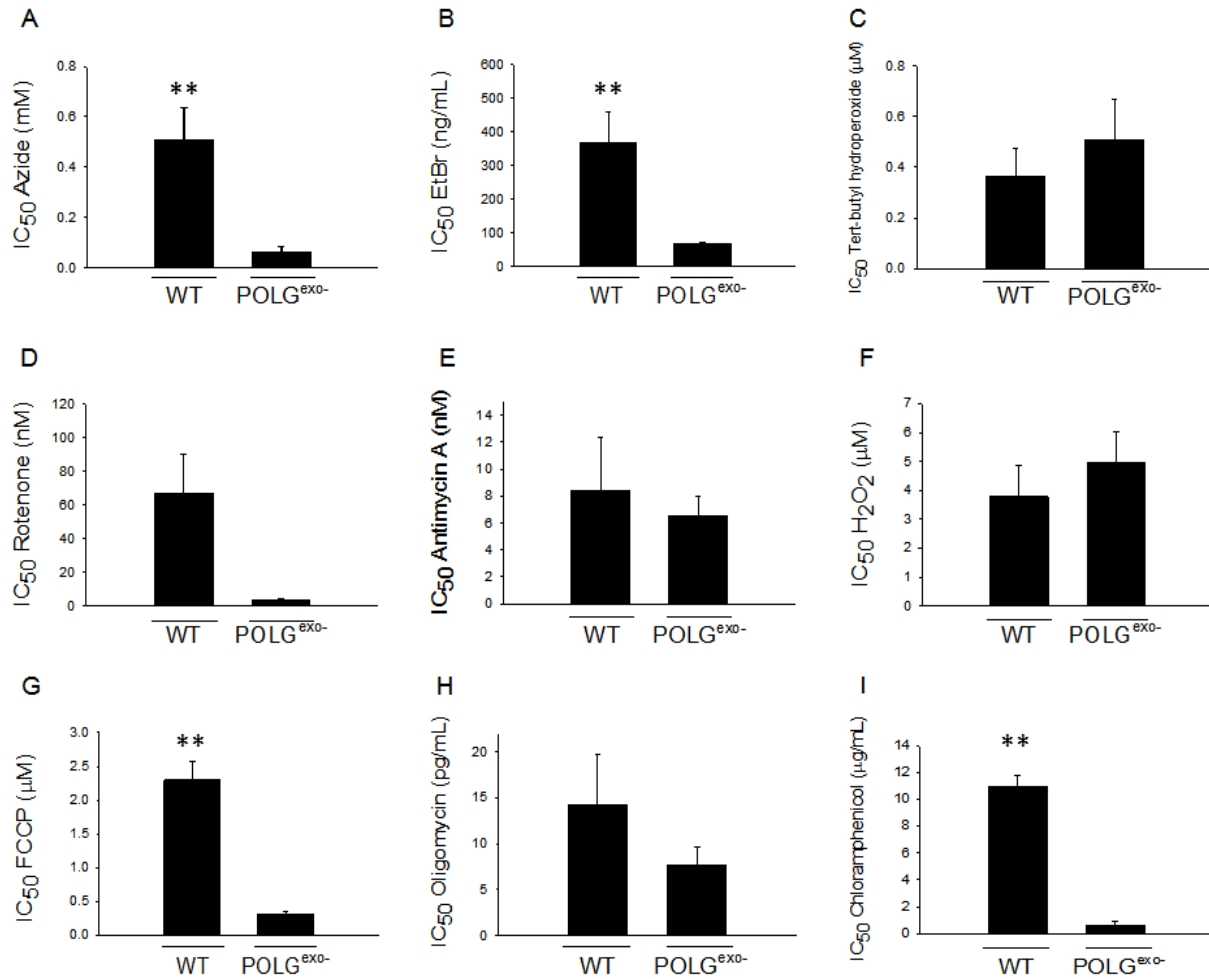 A
IC50 Azide (mM)
0.8
0.6
0.4
0.2
0.0
**
WT
POLGexo-
B
IC50 EtBr (ng/mL)
600
500
400
300
200
100
0
**
WT
POLGexo-
C
IC50 Tert-butyl hydroperoxide (µM)
0.8
0.6
0.4
0.2
0.0
WT
POLGexo-
D
IC50 Rotenone (nM)
120
100
80
60
40
20
0
WT
POLGexo-
E
IC50 Antimycin A (nM)
14
12
10
8
6
4
2
0
WT
POLGexo-
F
IC50 H2O2 (µM)
7
6
5
4
3
2
1
0
WT
POLGexo-
G
IC50 FCCP (µM)
3.0
2.5
2.0
1.5
1.0
0.5
0.0
**
WT
POLGexo-
H
IC50 Oligomycin (pg/mL)
20
15
10
5
0
WT
POLGexo-
I
IC50 Chloramphenicol (µg/mL)
14
12
10
8
6
4
2
0
**
WT
POLGexo-